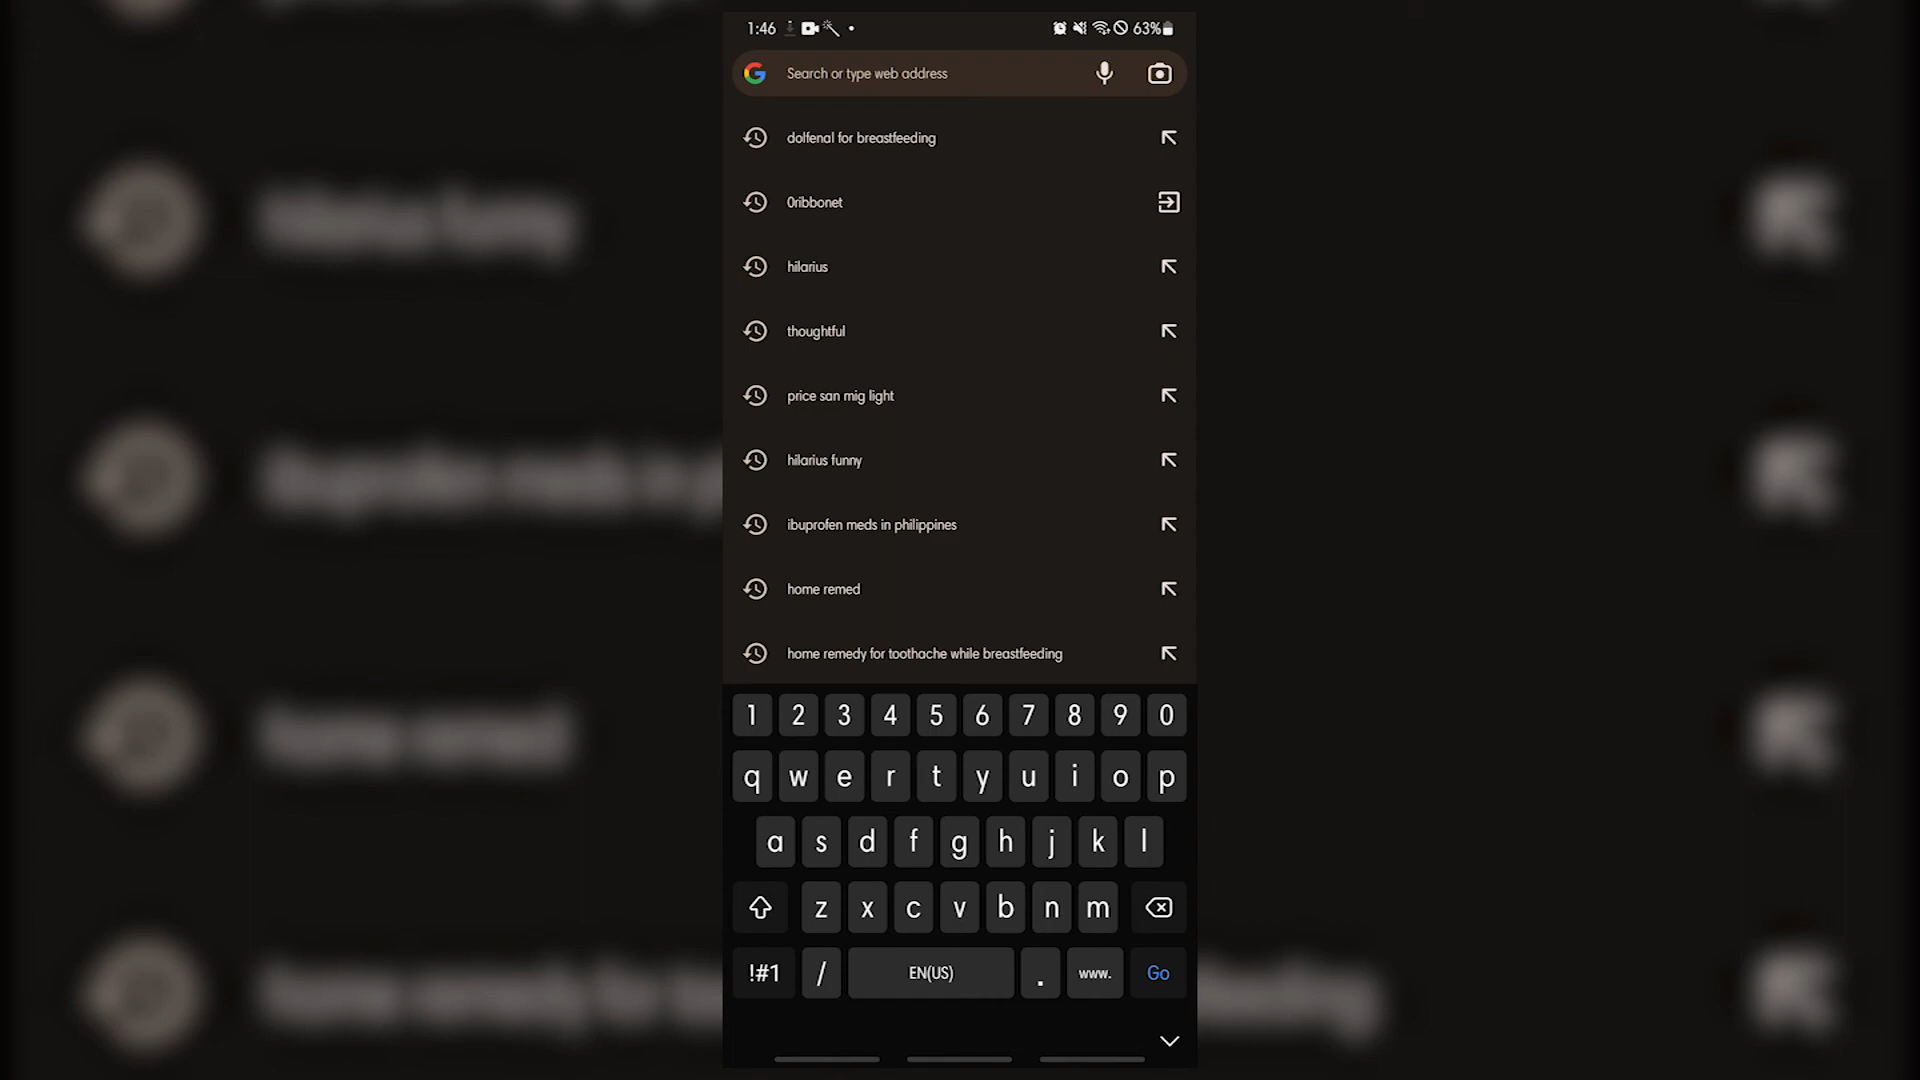 1:46
63%
Search or type web address
dolfenal for breastfeeding
0ribbonet
hilarius
thoughtful
price san mig light
hilarius funny
ibuprofen meds in philippines
home remed
home remedy for toothache while breastfeeding
1 2 3 4 5 6 7 8 9 0
q w e r t y u i o p
a s d f g h j k l
z x c v b n m
!#1 / EN(US) . www. Go